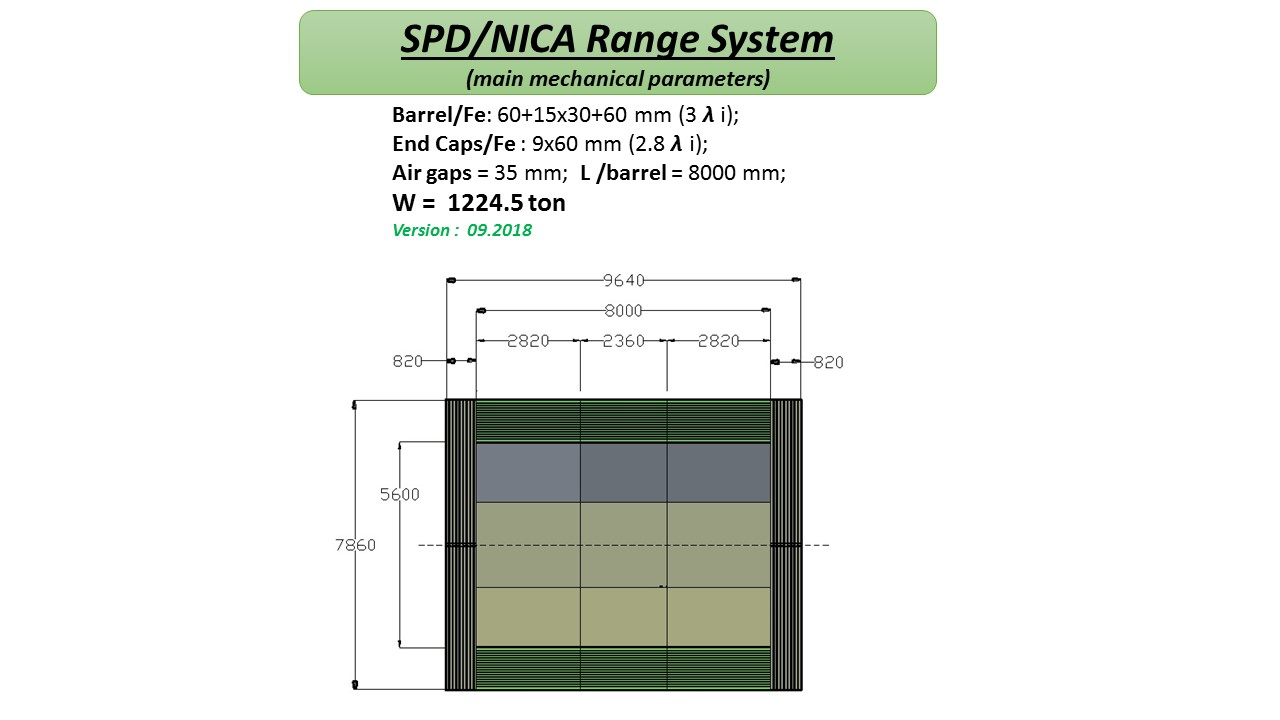 SPD/NICA Range System
(main mechanical parameters)
Barrel/Fe: 60+15x30+60 mm (3 λ i);
End Caps/Fe : 9x60 mm (2.8 λ i);
Air gaps = 35 mm; L /barrel = 8000 mm;
W = 1224.5 ton
Version : 09.2018
9640
8000
2820 2360 2820
820 820
5600
7860